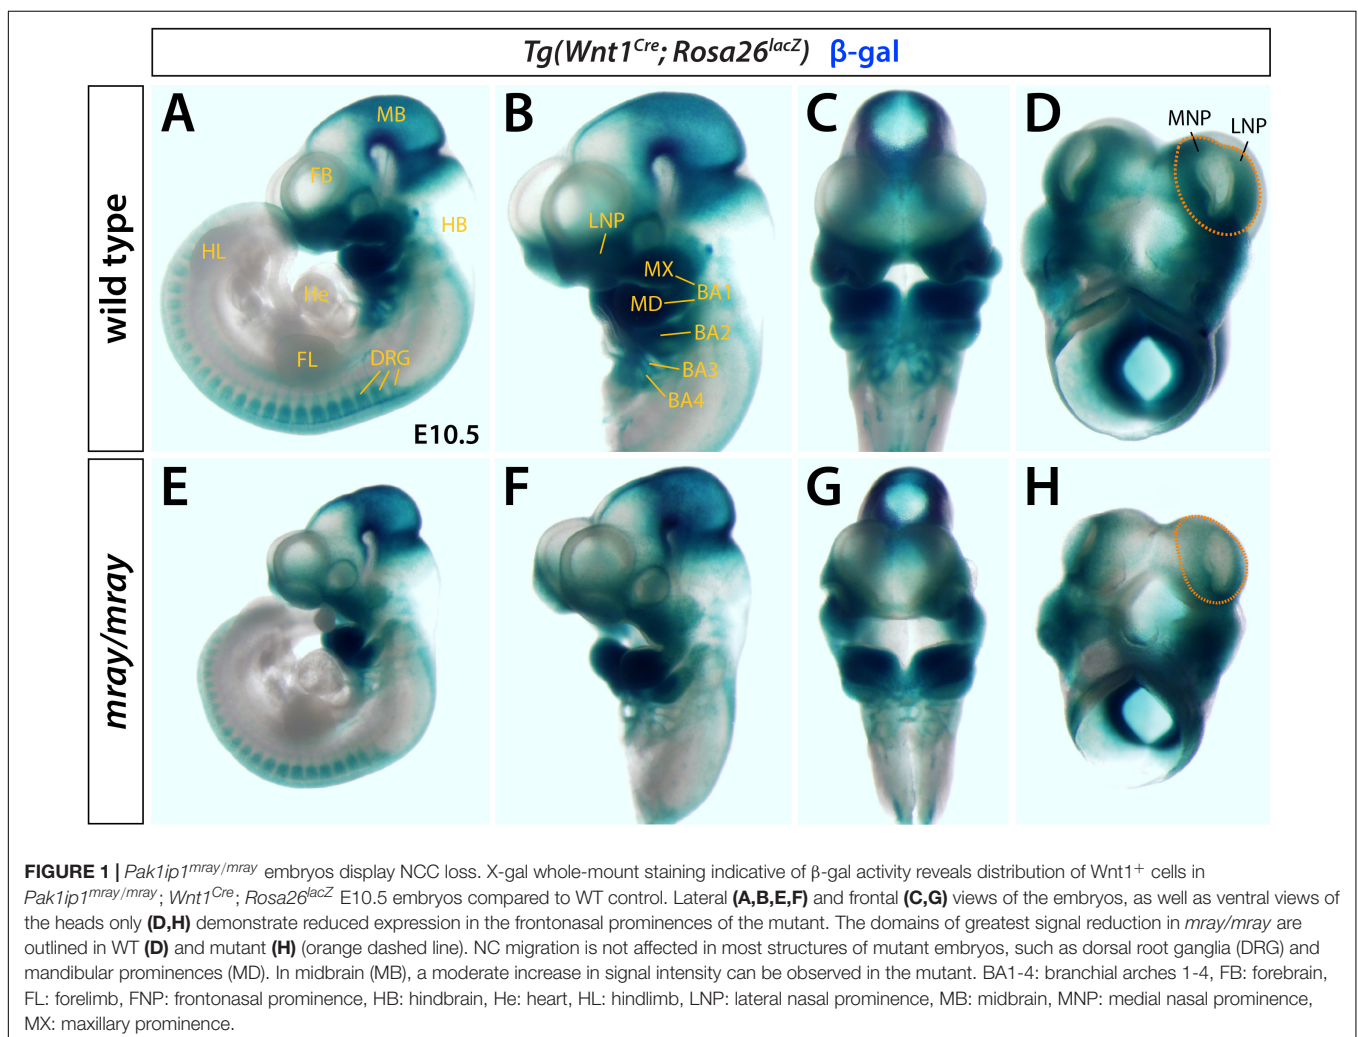 Tg(Wnt1Cre; Rosa26lacZ) β-gal
wild type
A
MB
FB
HB
HL
He
FL
DRG
E10.5
B
LNP
MX
BA1
MD
BA2
BA3
BA4
C
D
MNP
LNP
mray/mray
E
F
G
H
FIGURE 1 | Pak1ip1mray/mray embryos display NCC loss. X-gal whole-mount staining indicative of β-gal activity reveals distribution of Wnt1+ cells in
Pak1ip1mray/mray; Wnt1Cre; Rosa26lacZ E10.5 embryos compared to WT control. Lateral (A,B,E,F) and frontal (C,G) views of the embryos, as well as ventral views of
the heads only (D,H) demonstrate reduced expression in the frontonasal prominences of the mutant. The domains of greatest signal reduction in mray/mray are
outlined in WT (D) and mutant (H) (orange dashed line). NC migration is not affected in most structures of mutant embryos, such as dorsal root ganglia (DRG) and
mandibular prominences (MD). In midbrain (MB), a moderate increase in signal intensity can be observed in the mutant. BA1-4: branchial arches 1-4, FB: forebrain,
FL: forelimb, FNP: frontonasal prominence, HB: hindbrain, He: heart, HL: hindlimb, LNP: lateral nasal prominence, MB: midbrain, MNP: medial nasal prominence,
MX: maxillary prominence.